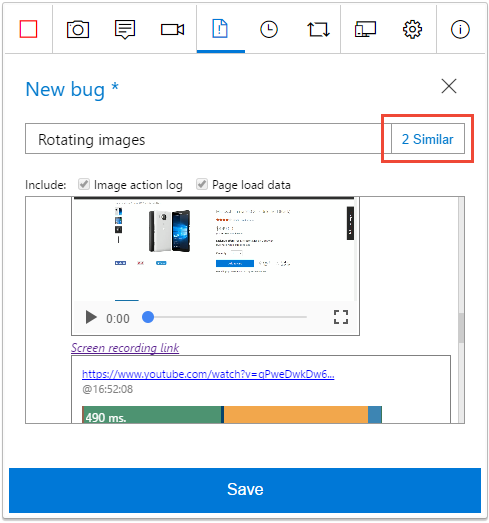 New bug *
Rotating images
2 Similar
Include: Image action log Page load data
0:00
Screen recording link
https://www.youtube.com/watch?v=qPweDwkDw6...
@16:52:08
490 ms.
Save